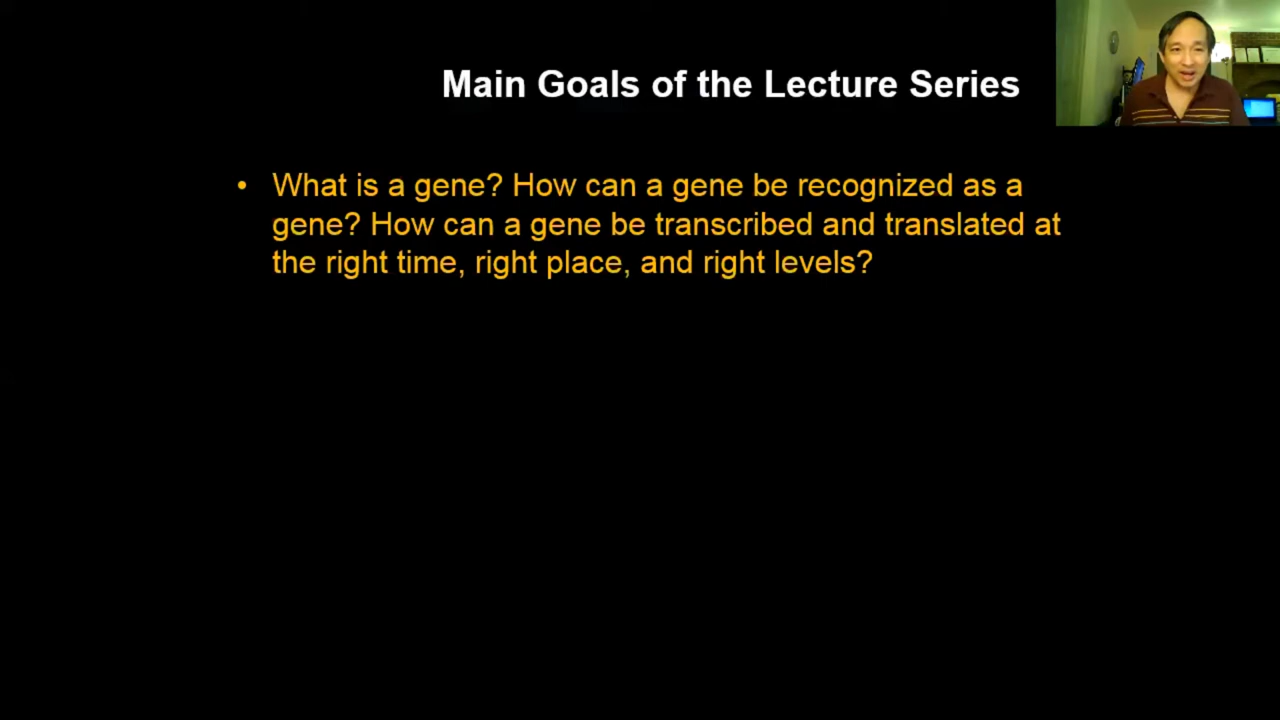 Main Goals of the Lecture Series
• What is a gene? How can a gene be recognized as a
gene? How can a gene be transcribed and translated at
the right time, right place, and right levels?